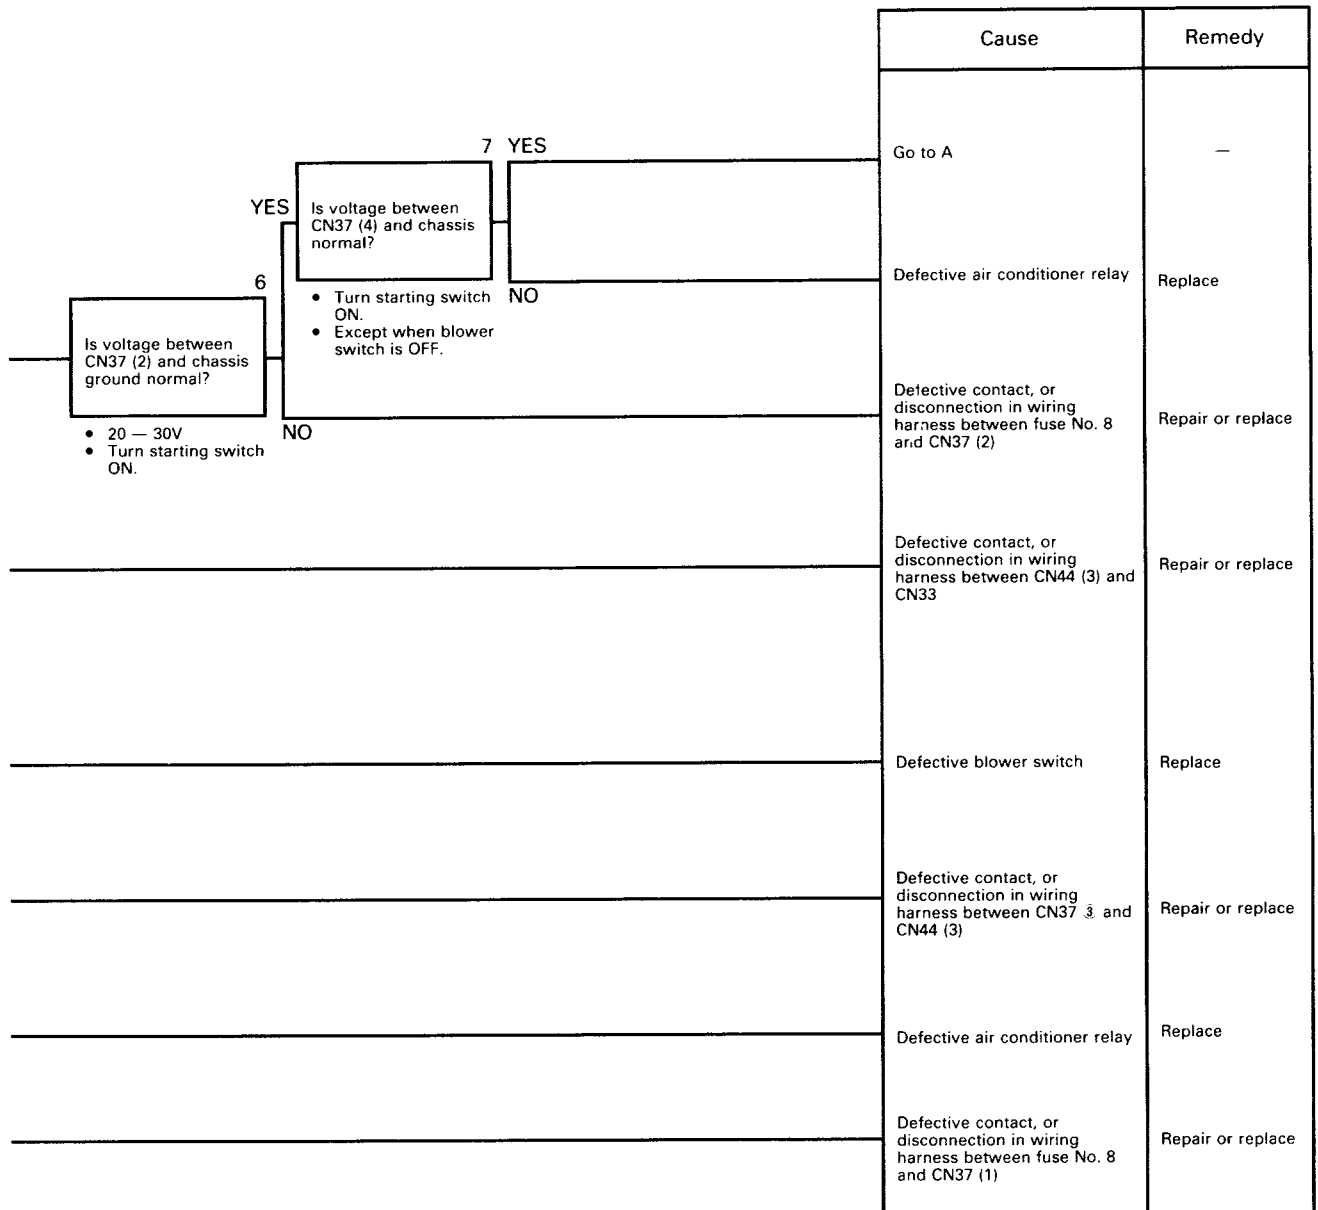 Cause
Remedy
7 YES
Go to A
—
YES
Is voltage between
CN37 (4) and chassis
normal?
Defective air conditioner relay
Replace
6
NO
• Turn starting switch
ON.
• Except when blower
switch is OFF.
Is voltage between
CN37 (2) and chassis
ground normal?
Defective contact, or
disconnection in wiring
harness between fuse No. 8
and CN37 (2)
Repair or replace
NO
• 20 — 30V
• Turn starting switch
ON.
Defective contact, or
disconnection in wiring
harness between CN44 (3) and
CN33
Repair or replace
Defective blower switch
Replace
Defective contact, or
disconnection in wiring
harness between CN37 3 and
CN44 (3)
Repair or replace
Defective air conditioner relay
Replace
Defective contact, or
disconnection in wiring
harness between fuse No. 8
and CN37 (1)
Repair or replace